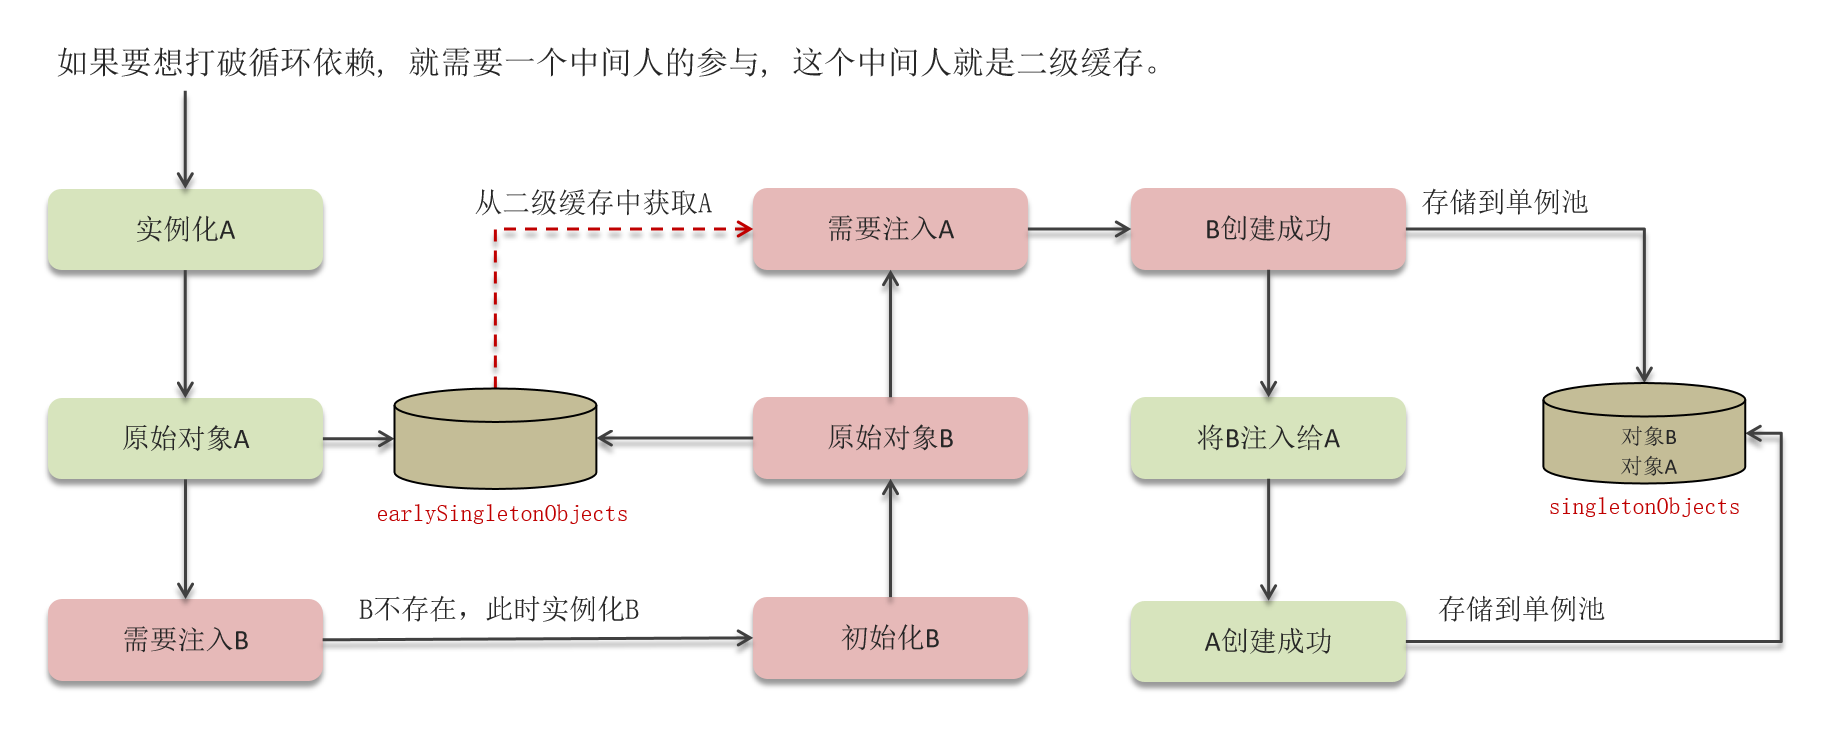 如果要想打破循环依赖，就需要一个中间人的参与，这个中间人就是二级缓存。
实例化A
从二级缓存中获取A
需要注入A
B创建成功
存储到单例池
原始对象A
原始对象B
将B注入给A
对象B
对象A
earlySingletonObjects
singletonObjects
需要注入B
B不存在，此时实例化B
初始化B
A创建成功
存储到单例池